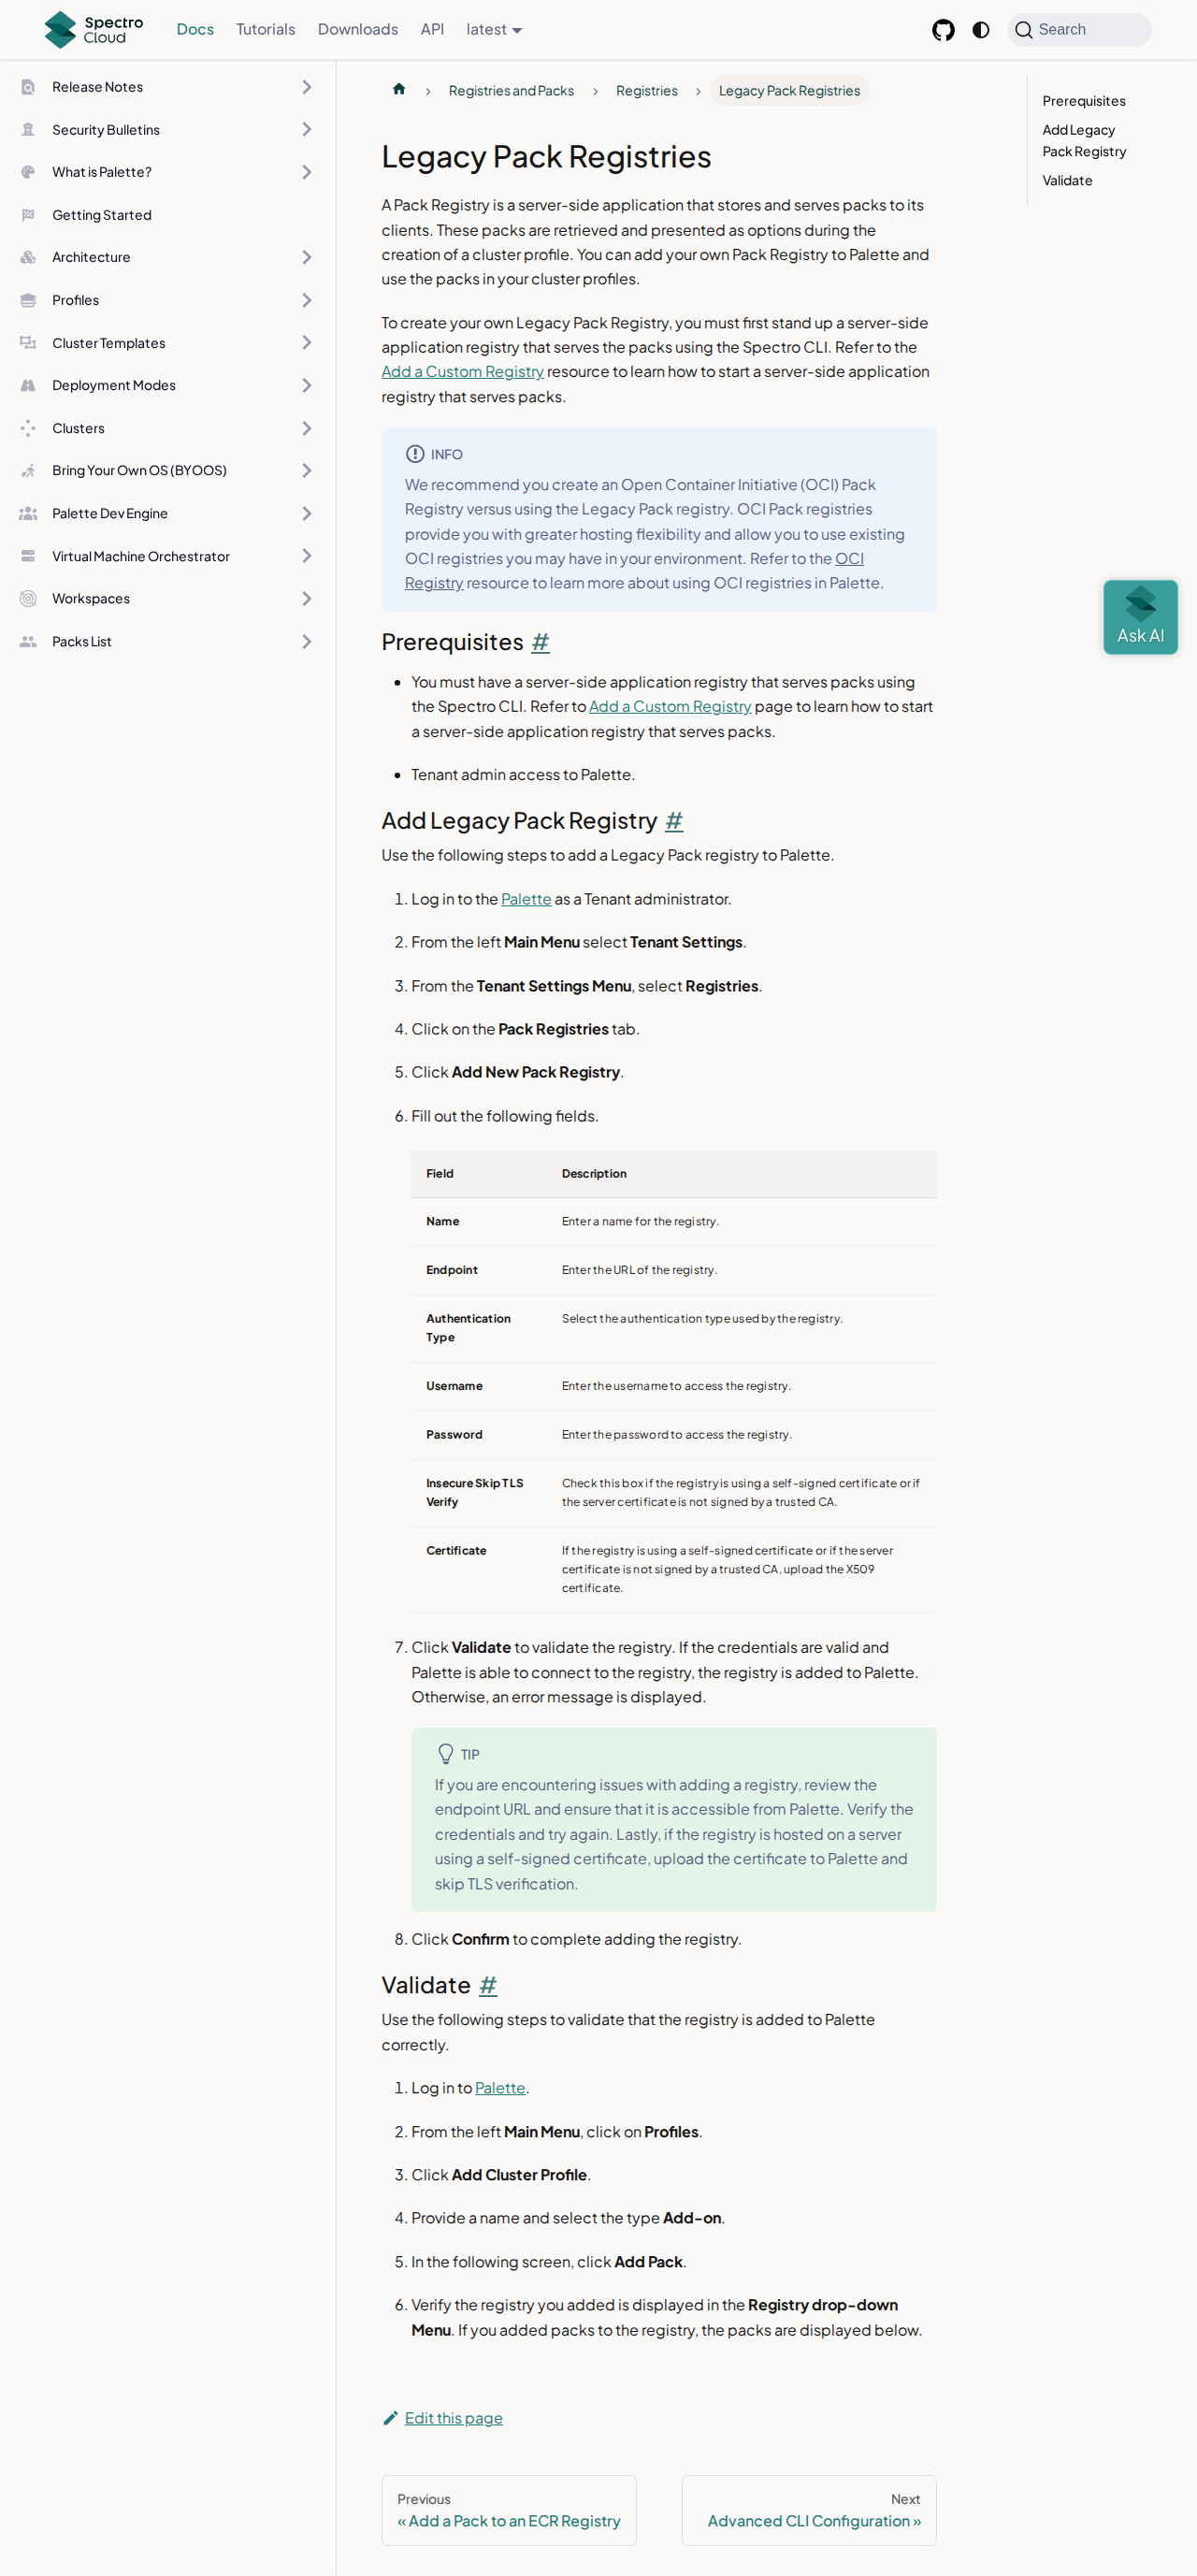 Spectro
Cloud
Docs
Tutorials
Downloads
API
latest
Search
Release Notes
Security Bulletins
What is Palette?
Getting Started
Architecture
Profiles
Cluster Templates
Deployment Modes
Clusters
Bring Your Own OS (BYOOS)
Palette Dev Engine
Virtual Machine Orchestrator
Workspaces
Packs List
Registries and Packs
Registries
Legacy Pack Registries
Legacy Pack Registries
A Pack Registry is a server-side application that stores and serves packs to its
clients. These packs are retrieved and presented as options during the
creation of a cluster profile. You can add your own Pack Registry to Palette and
use the packs in your cluster profiles.
To create your own Legacy Pack Registry, you must first stand up a server-side
application registry that serves the packs using the Spectro CLI. Refer to the
Add a Custom Registry resource to learn how to start a server-side application
registry that serves packs.
INFO
We recommend you create an Open Container Initiative (OCI) Pack
Registry versus using the Legacy Pack registry. OCI Pack registries
provide you with greater hosting flexibility and allow you to use existing
OCI registries you may have in your environment. Refer to the OCI
Registry resource to learn more about using OCI registries in Palette.
Prerequisites #
• You must have a server-side application registry that serves packs using
the Spectro CLI. Refer to Add a Custom Registry page to learn how to start
a server-side application registry that serves packs.
• Tenant admin access to Palette.
Add Legacy Pack Registry #
Use the following steps to add a Legacy Pack registry to Palette.
1. Log in to the Palette as a Tenant administrator.
2. From the left Main Menu select Tenant Settings.
3. From the Tenant Settings Menu, select Registries.
4. Click on the Pack Registries tab.
5. Click Add New Pack Registry.
6. Fill out the following fields.
Field Description
Name Enter a name for the registry.
Endpoint Enter the URL of the registry.
Authentication Select the authentication type used by the registry.
Type
Username Enter the username to access the registry.
Password Enter the password to access the registry.
Insecure Skip TLS Check this box if the registry is using a self-signed certificate or if
Verify the server certificate is not signed by a trusted CA.
Certificate If the registry is using a self-signed certificate or if the server
certificate is not signed by a trusted CA, upload the X509
certificate.
7. Click Validate to validate the registry. If the credentials are valid and
Palette is able to connect to the registry, the registry is added to Palette.
Otherwise, an error message is displayed.
TIP
If you are encountering issues with adding a registry, review the
endpoint URL and ensure that it is accessible from Palette. Verify the
credentials and try again. Lastly, if the registry is hosted on a server
using a self-signed certificate, upload the certificate to Palette and
skip TLS verification.
8. Click Confirm to complete adding the registry.
Validate #
Use the following steps to validate that the registry is added to Palette
correctly.
1. Log in to Palette.
2. From the left Main Menu, click on Profiles.
3. Click Add Cluster Profile.
4. Provide a name and select the type Add-on.
5. In the following screen, click Add Pack.
6. Verify the registry you added is displayed in the Registry drop-down
Menu. If you added packs to the registry, the packs are displayed below.
Edit this page
Previous
« Add a Pack to an ECR Registry
Next
Advanced CLI Configuration »
Prerequisites
Add Legacy
Pack Registry
Validate
Ask AI